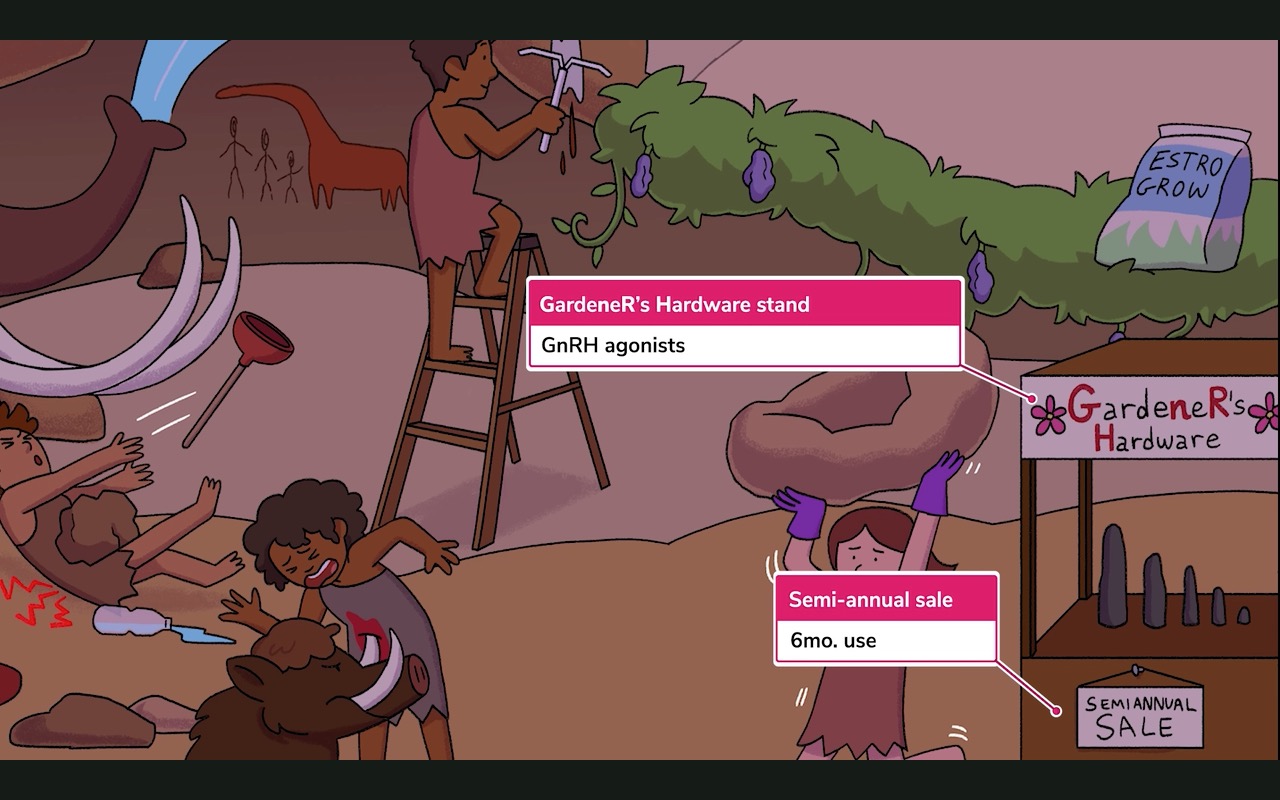 ESTRO
GROW
GardeneR's Hardware stand
GnRH agonists
GardeneR's
Hardware
Semi-annual sale
6mo. use
SEMIANNUAL
SALE